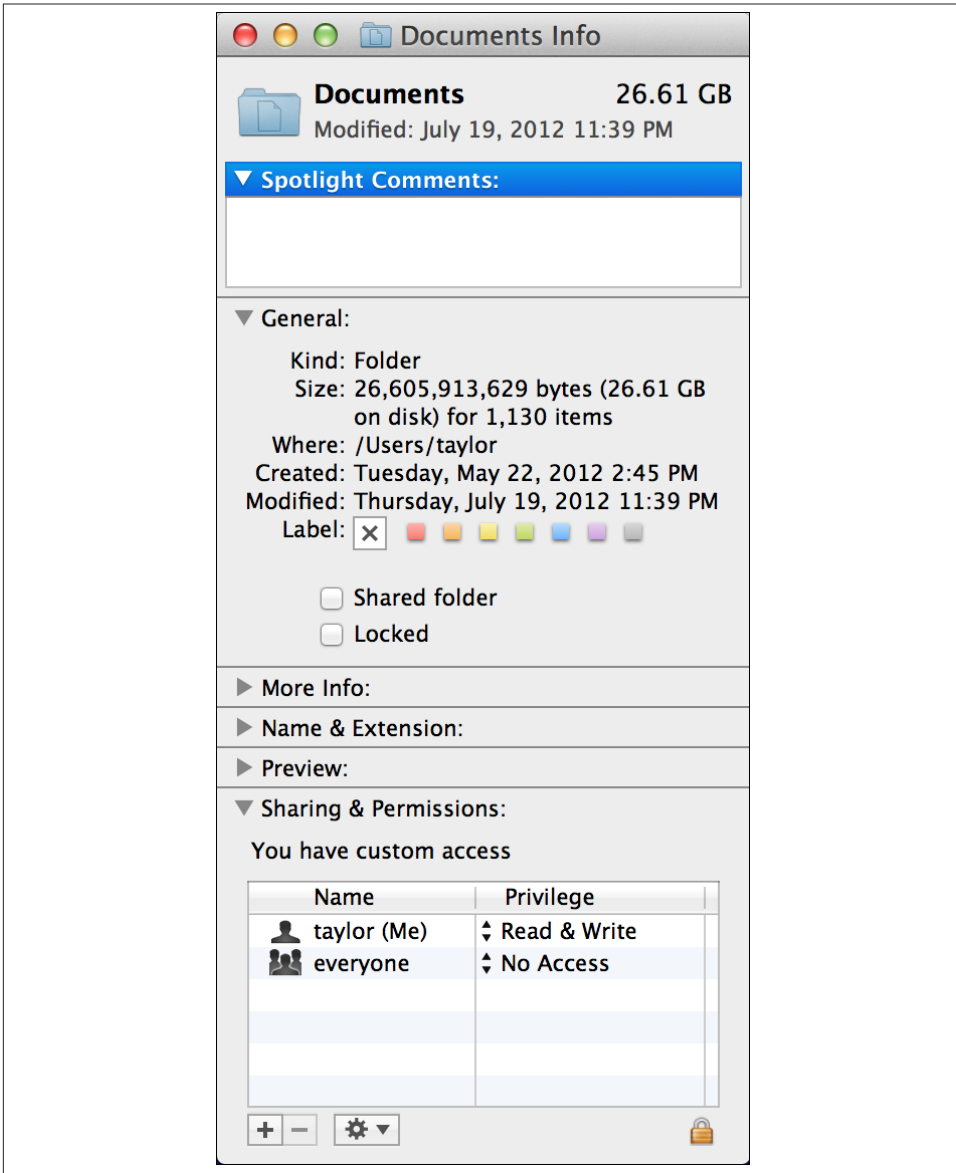 Documents Info
Documents 26.61 GB
Modified: July 19, 2012 11:39 PM
Spotlight Comments:
General:
Kind: Folder
Size: 26,605,913,629 bytes (26.61 GB
on disk) for 1,130 items
Where: /Users/taylor
Created: Tuesday, May 22, 2012 2:45 PM
Modified: Thursday, July 19, 2012 11:39 PM
Label:
Shared folder
Locked
More Info:
Name & Extension:
Preview:
Sharing & Permissions:
You have custom access
Name Privilege
taylor (Me) Read & Write
everyone No Access